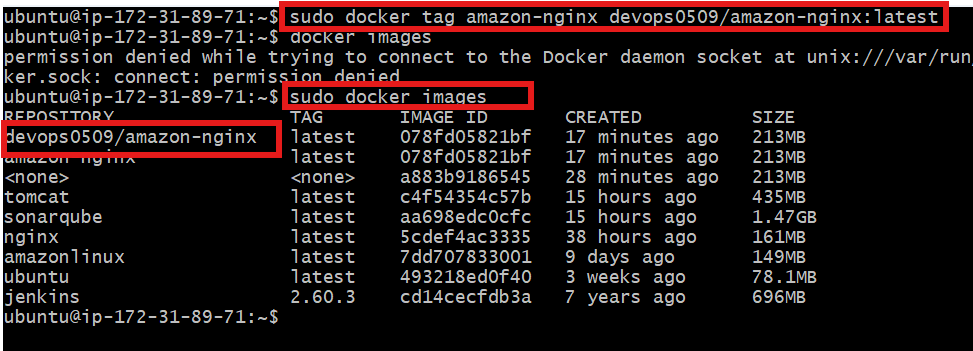 ubuntu@ip-172-31-89-71:~$ sudo docker tag amazon-nginx devops0509/amazon-nginx:latest
ubuntu@ip-172-31-89-71:~$ docker images
permission denied while trying to connect to the Docker daemon socket at unix:///var/run/
ker.sock: connect: permission denied
ubuntu@ip-172-31-89-71:~$ sudo docker images
REPOSITORY TAG IMAGE ID CREATED SIZE
devops0509/amazon-nginx latest 078fd05821bf 17 minutes ago 213MB
amazon-nginx latest 078fd05821bf 17 minutes ago 213MB
<none> <none> a883b9186545 28 minutes ago 213MB
tomcat latest c4f54354c57b 15 hours ago 435MB
sonarqube latest aa698edc0cfc 15 hours ago 1.47GB
nginx latest 5cdef4ac3335 38 hours ago 161MB
amazonlinux latest 7dd707833001 9 days ago 149MB
ubuntu latest 493218ed0f40 3 weeks ago 78.1MB
jenkins 2.60.3 cd14cecfdb3a 7 years ago 696MB
ubuntu@ip-172-31-89-71:~$